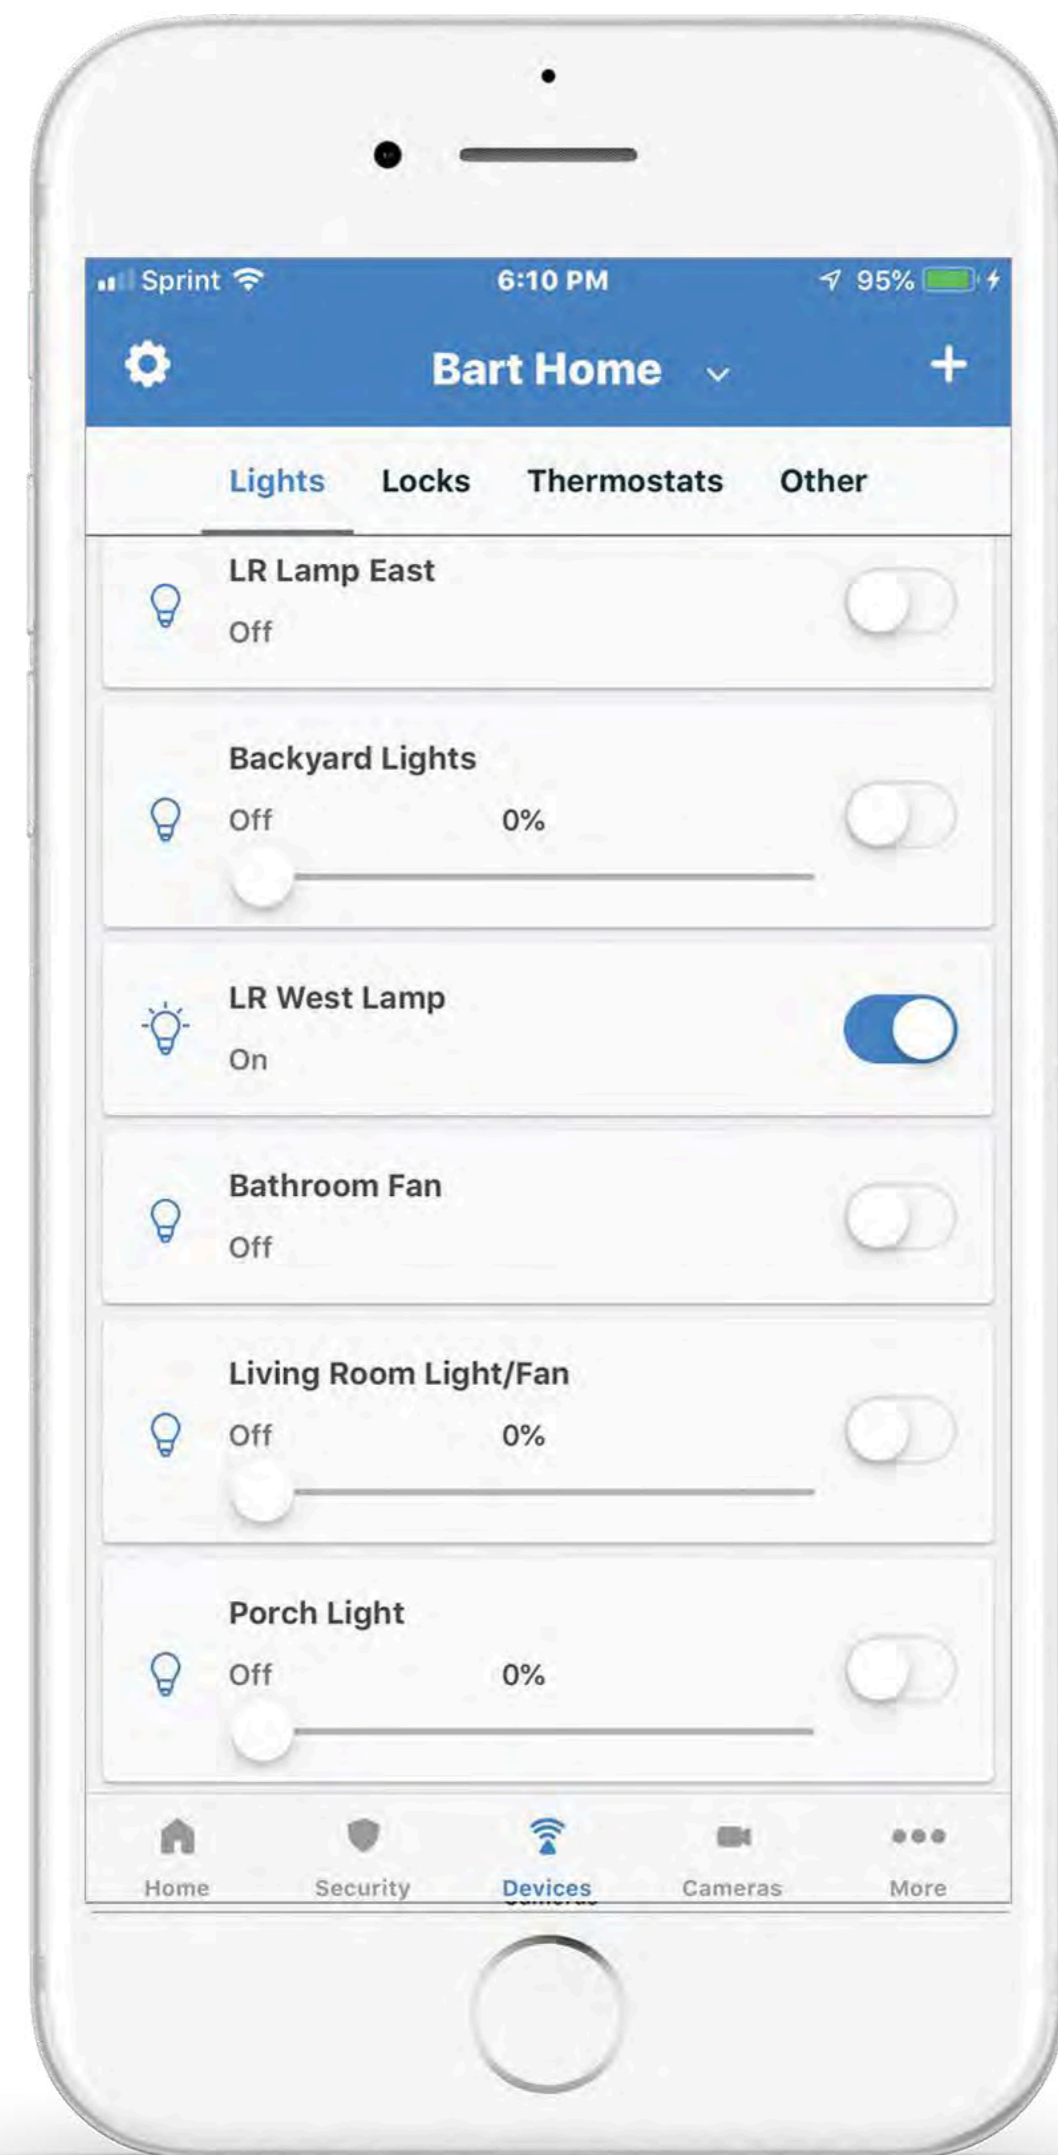 Sprint 6:10 PM 95%
Bart Home
Lights Locks Thermostats Other
LR Lamp East
Off
Backyard Lights
Off 0%
LR West Lamp
On
Bathroom Fan
Off
Living Room Light/Fan
Off 0%
Porch Light
Off 0%
Home Security Devices Cameras More